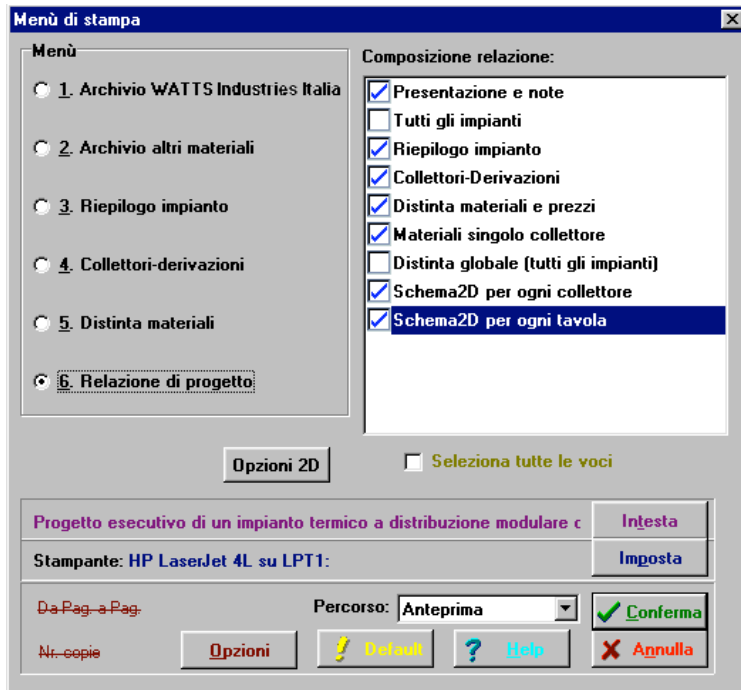 Menù di stampa
Menù
1. Archivio WATTS Industries Italia
2. Archivio altri materiali
3. Riepilogo impianto
4. Collettori-derivazioni
5. Distinta materiali
6. Relazione di progetto
Composizione relazione:
Presentazione e note
Tutti gli impianti
Riepilogo impianto
Collettori-Derivazioni
Distinta materiali e prezzi
Materiali singolo collettore
Distinta globale (tutti gli impianti)
Schema2D per ogni collettore
Schema2D per ogni tavola
Opzioni 2D
Seleziona tutte le voci
Progetto esecutivo di un impianto termico a distribuzione modulare c
Intesta
Stampante: HP LaserJet 4L su LPT1:
Imposta
Da Pag. a Pag.
Percorso: Anteprima
Conferma
Nr. copie
Opzioni
Default
Help
Annulla